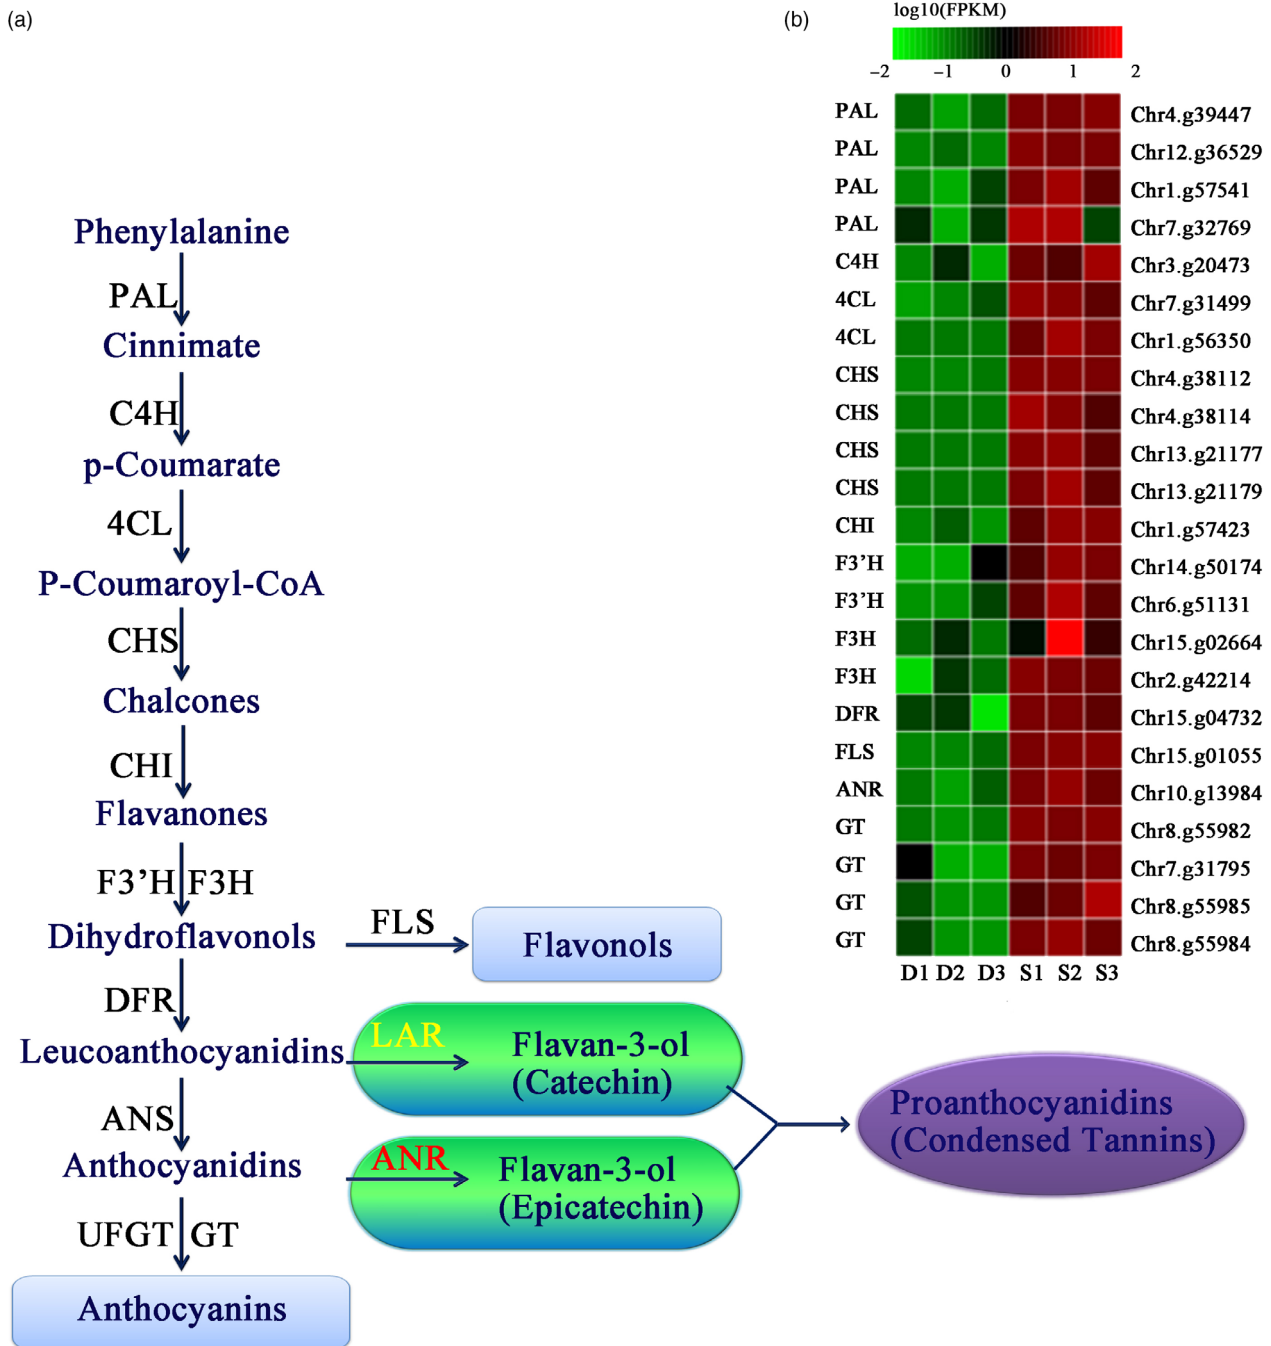 (a)
Phenylalanine
PAL
Cinnimate
C4H
p-Coumarate
4CL
P-Coumaroyl-CoA
CHS
Chalcones
CHI
Flavanones
F3’H F3H
Dihydroflavonols
FLS
Flavonols
DFR
Leucoanthocyanidins
LAR
Flavan-3-ol
(Catechin)
ANS
Anthocyanidins
ANR
Flavan-3-ol
(Epicatechin)
Proanthocyanidins
(Condensed Tannins)
UFGT GT
Anthocyanins
(b)
log10(FPKM)
−2 −1 0 1 2
PAL Chr4.g39447
PAL Chr12.g36529
PAL Chr1.g57541
PAL Chr7.g32769
C4H Chr3.g20473
4CL Chr7.g31499
4CL Chr1.g56350
CHS Chr4.g38112
CHS Chr4.g38114
CHS Chr13.g21177
CHS Chr13.g21179
CHI Chr1.g57423
F3’H Chr14.g50174
F3’H Chr6.g51131
F3H Chr15.g02664
F3H Chr2.g42214
DFR Chr15.g04732
FLS Chr15.g01055
ANR Chr10.g13984
GT Chr8.g55982
GT Chr7.g31795
GT Chr8.g55985
GT Chr8.g55984
D1 D2 D3 S1 S2 S3